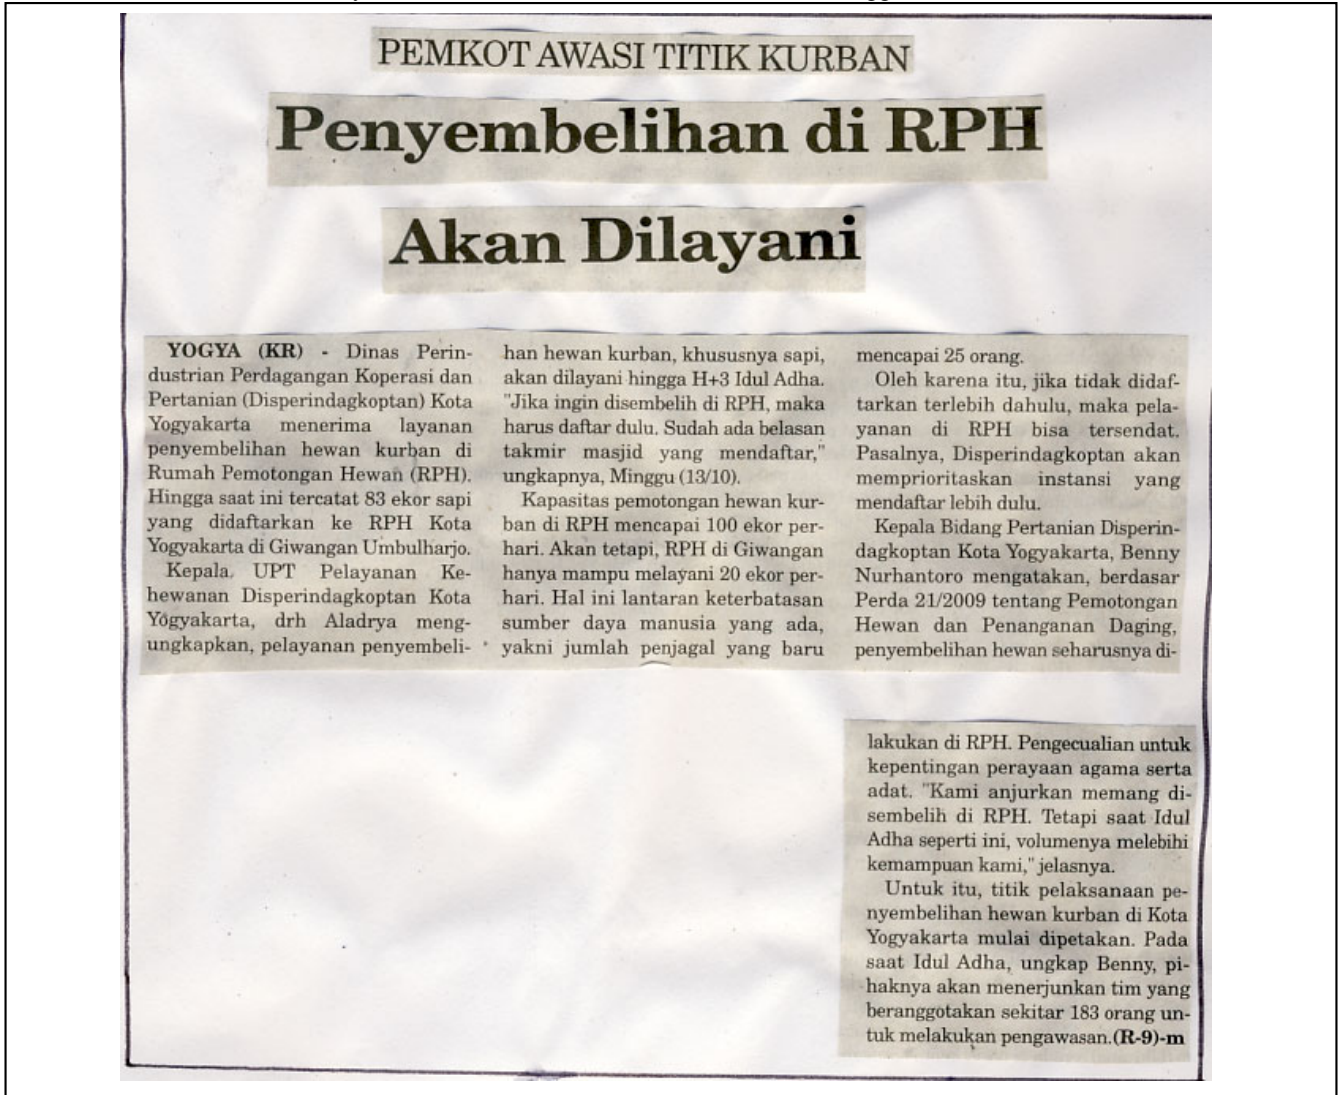 PEMKOT AWASI TITIK KURBAN
Penyembelihan di RPH
Akan Dilayani
YOGYA (KR) - Dinas Perin-
dustrian Perdagangan Koperasi dan
Pertanian (Disperindagkoptan) Kota
Yogyakarta menerima layanan
penyembelihan hewan kurban di
Rumah Pemotongan Hewan (RPH).
Hingga saat ini tercatat 83 ekor sapi
yang didaftarkan ke RPH Kota
Yogyakarta di Giwangan Umbulharjo.
Kepala UPT Pelayanan Ke-
hewanan Disperindagkoptan Kota
Yogyakarta, drh Aladrya meng-
ungkapkan, pelayanan penyembeli-
han hewan kurban, khususnya sapi,
akan dilayani hingga H+3 Idul Adha.
"Jika ingin disembelih di RPH, maka
harus daftar dulu. Sudah ada belasan
takmir masjid yang mendaftar,"
ungkapnya, Minggu (13/10).
Kapasitas pemotongan hewan kur-
ban di RPH mencapai 100 ekor per-
hari. Akan tetapi, RPH di Giwangan
hanya mampu melayani 20 ekor per-
hari. Hal ini lantaran keterbatasan
sumber daya manusia yang ada,
yakni jumlah penjagal yang baru
mencapai 25 orang.
Oleh karena itu, jika tidak didaf-
tarkan terlebih dahulu, maka pela-
yanan di RPH bisa tersendat.
Pasalnya, Disperindagkoptan akan
memprioritaskan instansi yang
mendaftar lebih dulu.
Kepala Bidang Pertanian Disperin-
dagkoptan Kota Yogyakarta, Benny
Nurhantoro mengatakan, berdasar
Perda 21/2009 tentang Pemotongan
Hewan dan Penanganan Daging,
penyembelihan hewan seharusnya di-
lakukan di RPH. Pengecualian untuk
kepentingan perayaan agama serta
adat. "Kami anjurkan memang di-
sembelih di RPH. Tetapi saat Idul
Adha seperti ini, volumenya melebihi
kemampuan kami," jelasnya.
Untuk itu, titik pelaksanaan pe-
nyembelihan hewan kurban di Kota
Yogyakarta mulai dipetakan. Pada
saat Idul Adha, ungkap Benny, pi-
haknya akan menerjunkan tim yang
beranggotakan sekitar 183 orang un-
tuk melakukan pengawasan.(R-9)-m